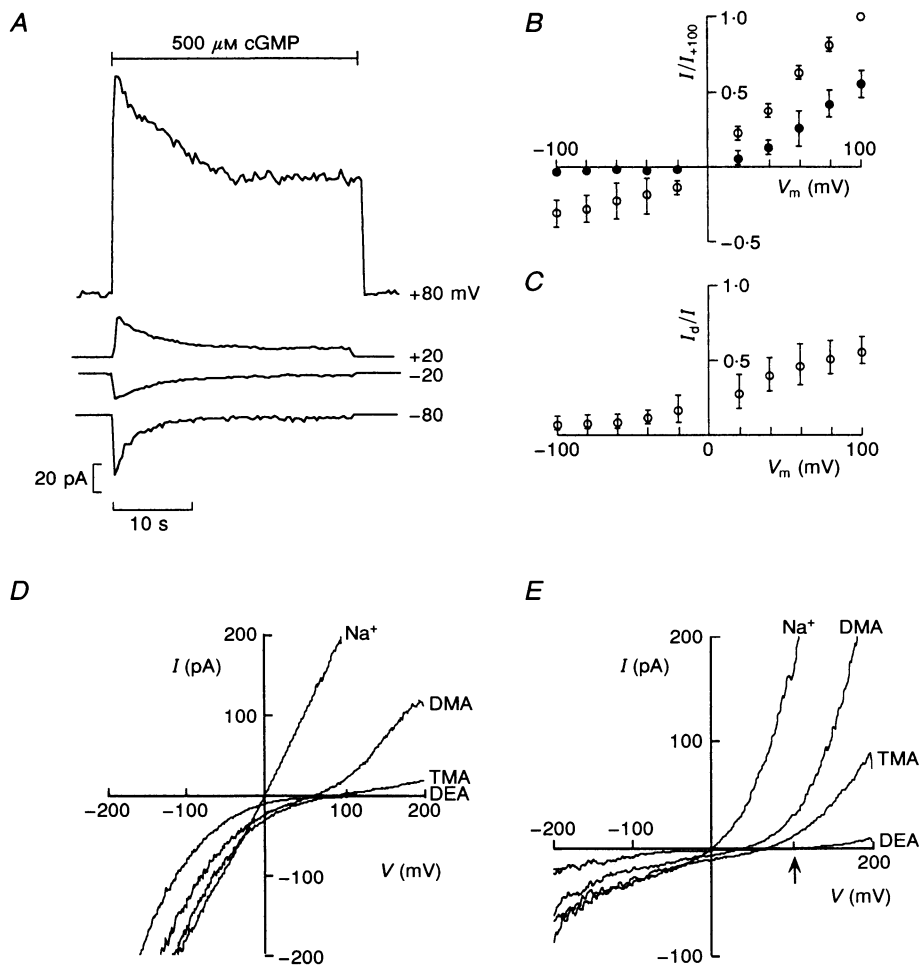 A
500 μM cGMP
+80 mV
+20
−20
−80
20 pA
10 s
B
I/I+100
1·0
0·5
−100
100
Vm (mV)
−0·5
C
Id/I
1·0
0·5
−100
0
100
Vm (mV)
D
200
Na+
I (pA)
DMA
100
TMA
DEA
−200
−100
100
200
−100
V (mV)
−200
E
200
Na+
DMA
I (pA)
100
TMA
−200
−100
DEA
200
V (mV)
−100